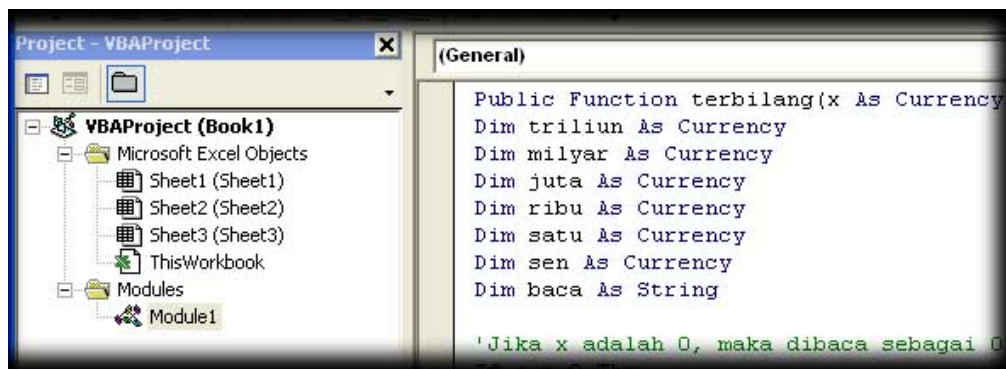 Project - VBAProject
VBAProject (Book1)
Microsoft Excel Objects
Sheet1 (Sheet1)
Sheet2 (Sheet2)
Sheet3 (Sheet3)
ThisWorkbook
Modules
Module1
(General)
Public Function terbilang(x As Currency
Dim triliun As Currency
Dim milyar As Currency
Dim juta As Currency
Dim ribu As Currency
Dim satu As Currency
Dim sen As Currency
Dim baca As String
'Jika x adalah 0, maka dibaca sebagai 0